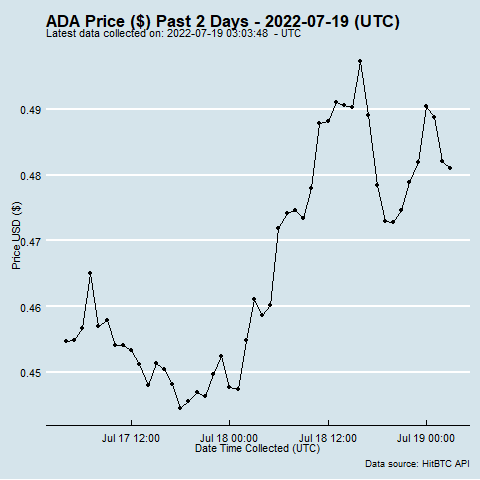 ADA Price ($) Past 2 Days - 2022-07-19 (UTC)
Latest data collected on: 2022-07-19 03:03:48 - UTC
0.49
0.48
0.47
0.46
0.45
Price USD ($)
Jul 17 12:00 Jul 18 00:00 Jul 18 12:00 Jul 19 00:00
Date Time Collected (UTC)
Data source: HitBTC API